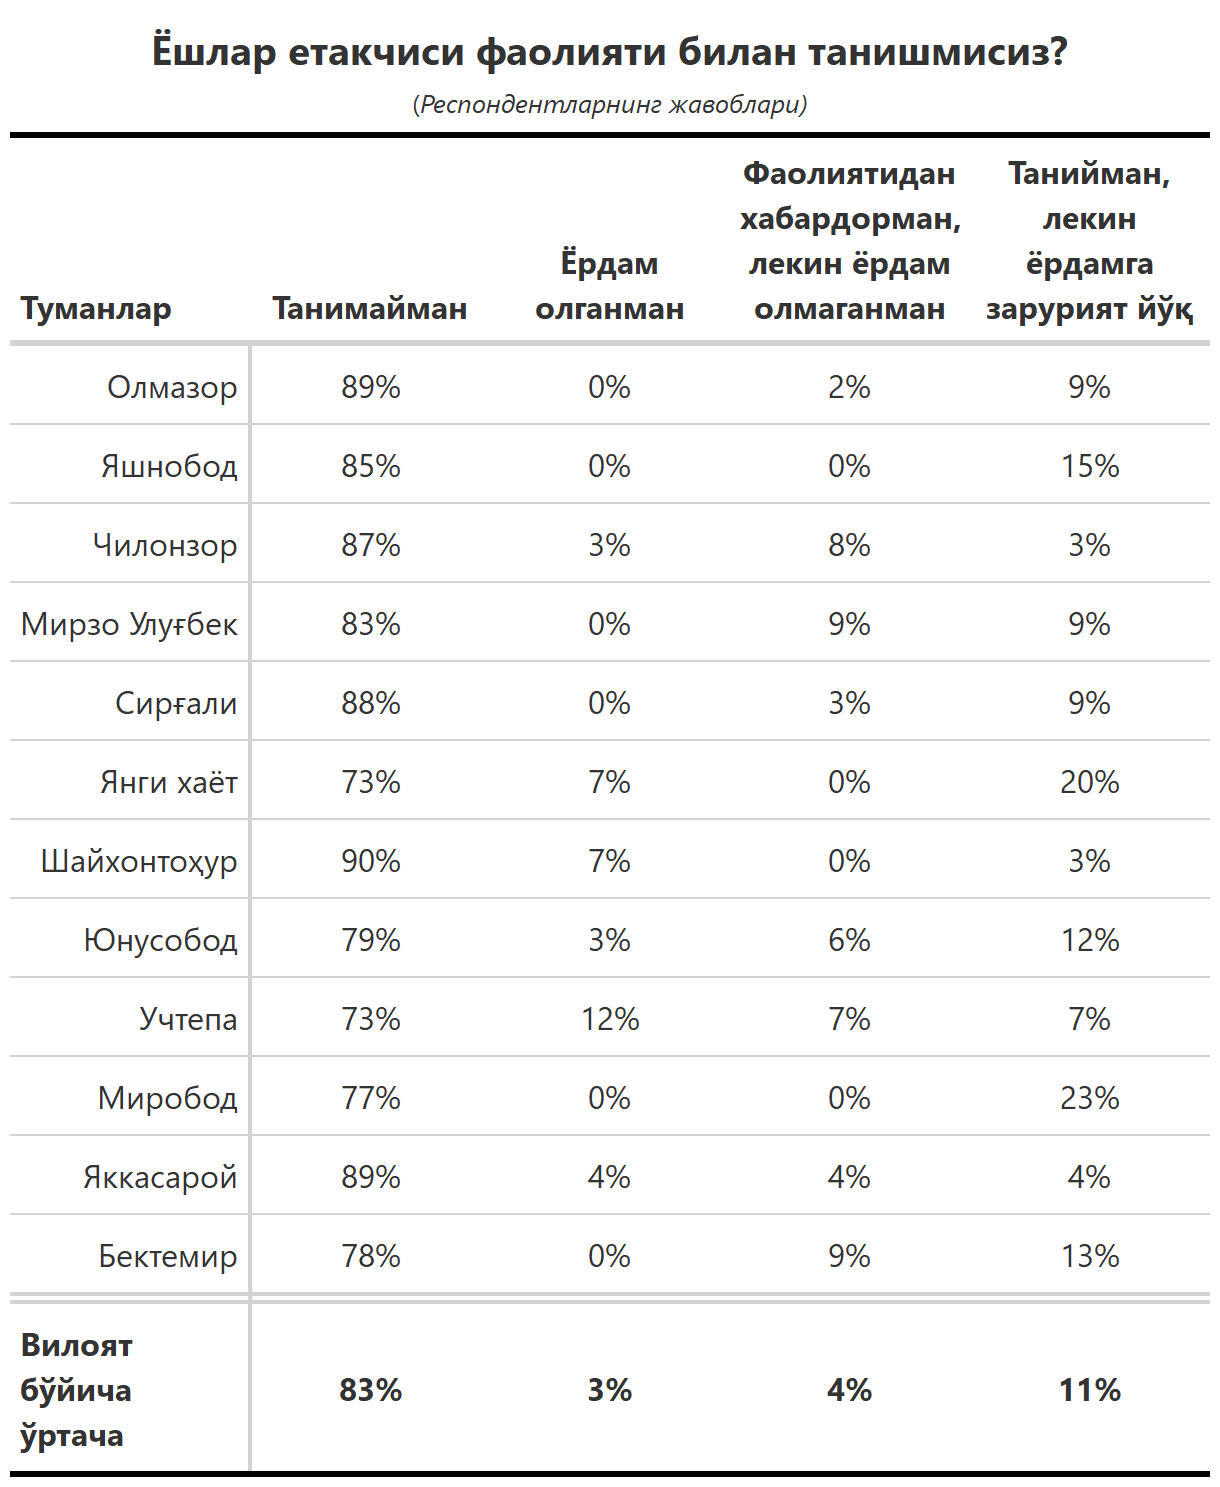 Ёшлар етакчиси фаолияти билан танишмисиз?
(Респондентларнинг жавоблари)
Туманлар Танимайман Ёрдам олганман Фаолиятидан хабардорман, лекин ёрдам олмаганман Танийман, лекин ёрдамга зарурият йўқ
Олмазор 89% 0% 2% 9%
Яшнобод 85% 0% 0% 15%
Чилонзор 87% 3% 8% 3%
Мирзо Улуғбек 83% 0% 9% 9%
Сирғали 88% 0% 3% 9%
Янги хаёт 73% 7% 0% 20%
Шайхонтоҳур 90% 7% 0% 3%
Юнусобод 79% 3% 6% 12%
Учтепа 73% 12% 7% 7%
Миробод 77% 0% 0% 23%
Яккасарой 89% 4% 4% 4%
Бектемир 78% 0% 9% 13%
Вилоят бўйича ўртача 83% 3% 4% 11%